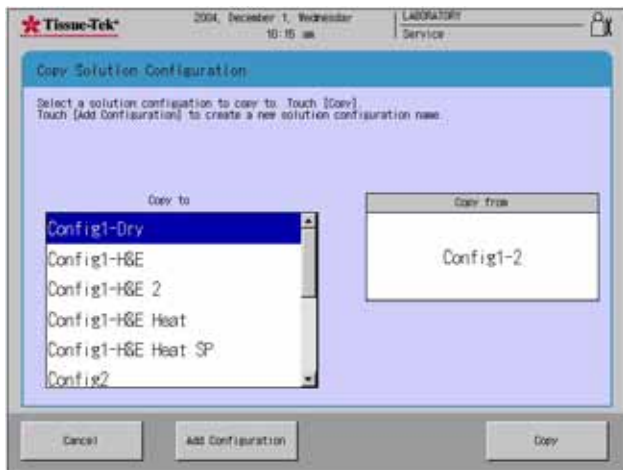 Tissue-Tek
2004, December 1, Wednesday
10:15 am
LABORATORY
Service
Copy Solution Configuration
Select a solution configuation to copy to. Touch [Copy].
Touch [Add Configuration] to create a new solution configuration name.
Copy to
Config1-Dry
Config1-H&E
Config1-H&E 2
Config1-H&E Heat
Config1-H&E Heat SP
Config2
Copy from
Config1-2
Cancel
Add Configuration
Copy